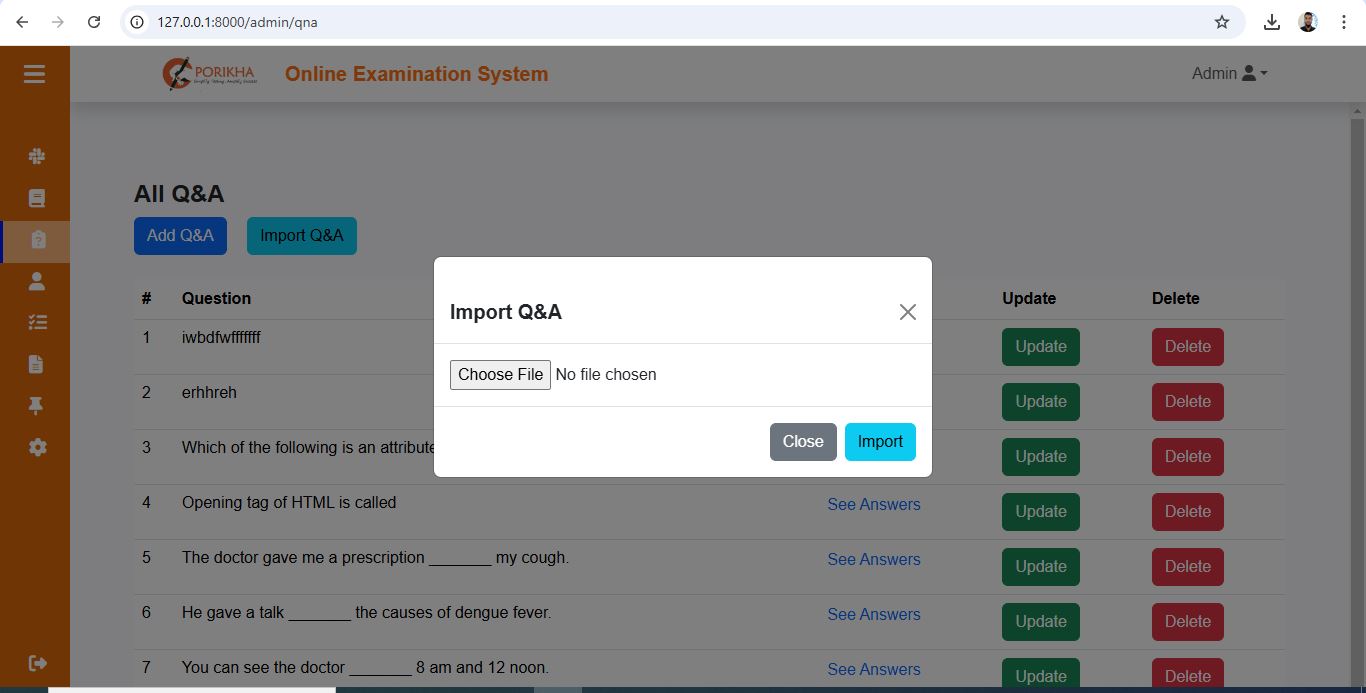 127.0.0.1:8000/admin/qna
PORIKHA
Online Examination System
Admin
All Q&A
Add Q&A Import Q&A
# Question Update Delete
1 iwbdfwfffffff Update Delete
2 erhhreh Update Delete
3 Which of the following is an attribute Update Delete
Import Q&A
Choose File No file chosen
Close Import
4 Opening tag of HTML is called See Answers Update Delete
5 The doctor gave me a prescription _______ my cough. See Answers Update Delete
6 He gave a talk _______ the causes of dengue fever. See Answers Update Delete
7 You can see the doctor _______ 8 am and 12 noon. See Answers Update Delete